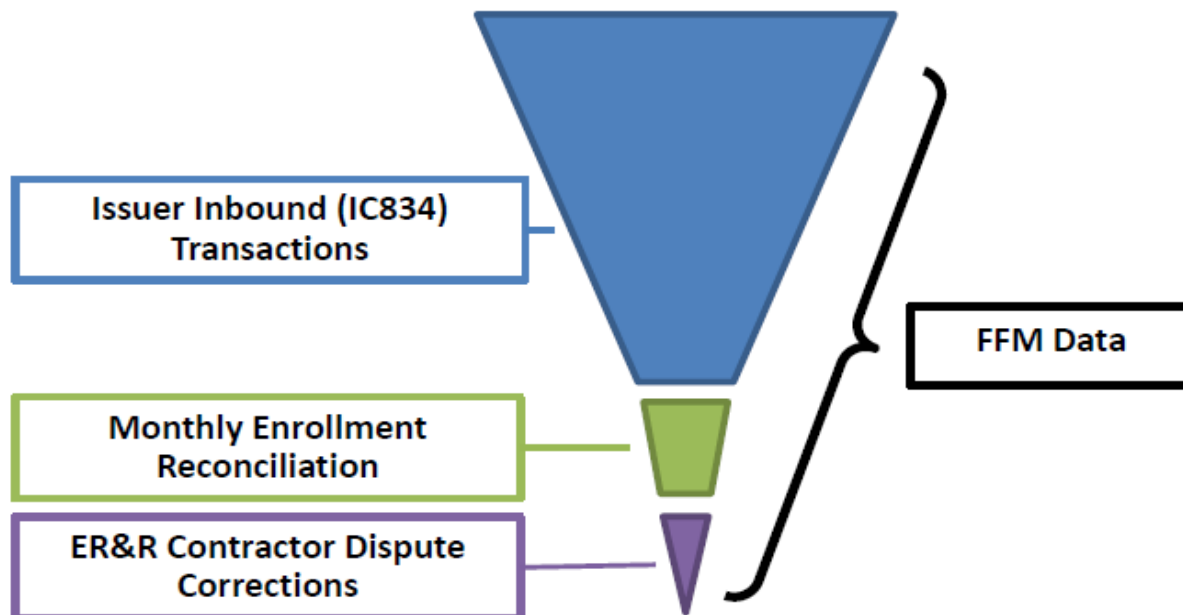 Issuer Inbound (IC834)
Transactions
FFM Data
Monthly Enrollment
Reconciliation
ER&R Contractor Dispute
Corrections